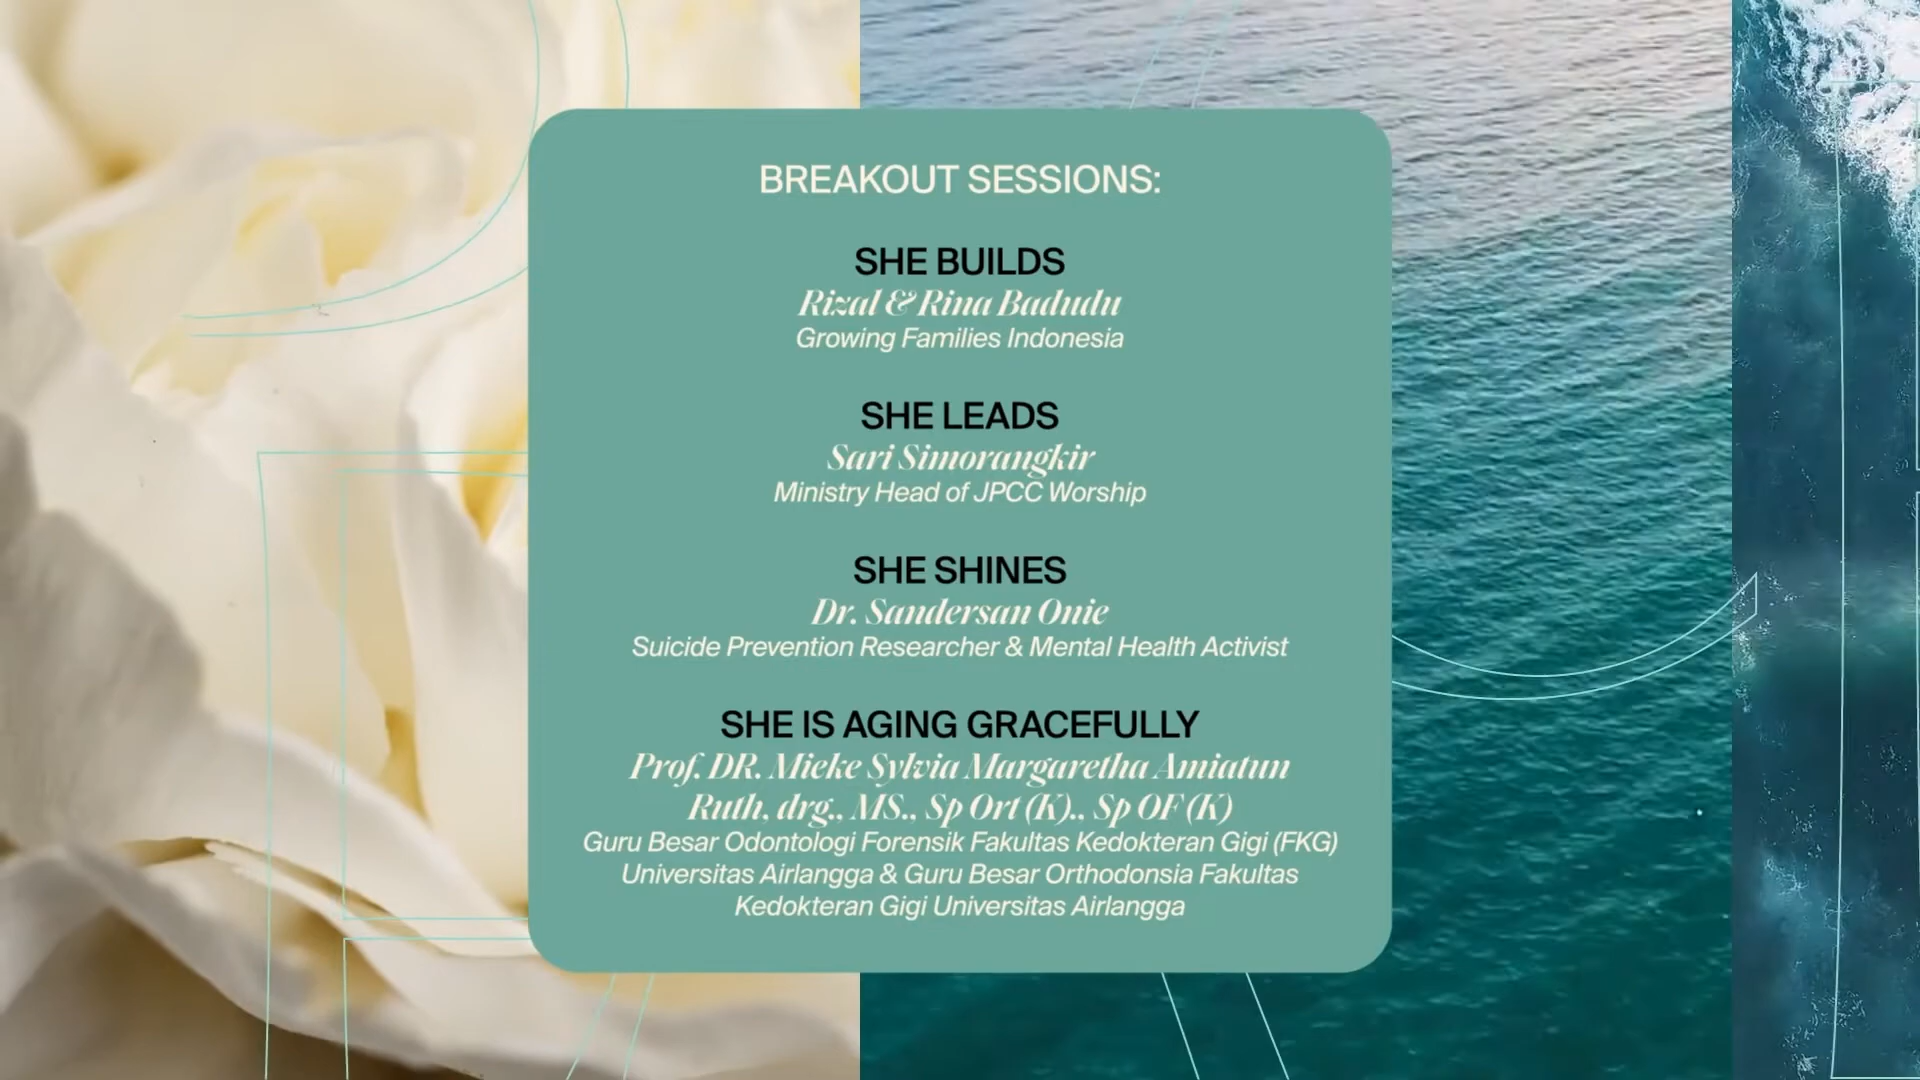 BREAKOUT SESSIONS:
SHE BUILDS
Rizal & Rina Badudu
Growing Families Indonesia
SHE LEADS
Sari Simorangkir
Ministry Head of JPCC Worship
SHE SHINES
Dr. Sandersan Onie
Suicide Prevention Researcher & Mental Health Activist
SHE IS AGING GRACEFULLY
Prof. DR. Mieke Sylvia Margaretha Amiatun
Ruth, drg., MS., Sp Ort (K)., Sp OF (K)
Guru Besar Odontologi Forensik Fakultas Kedokteran Gigi (FKG)
Universitas Airlangga & Guru Besar Orthodonsia Fakultas
Kedokteran Gigi Universitas Airlangga